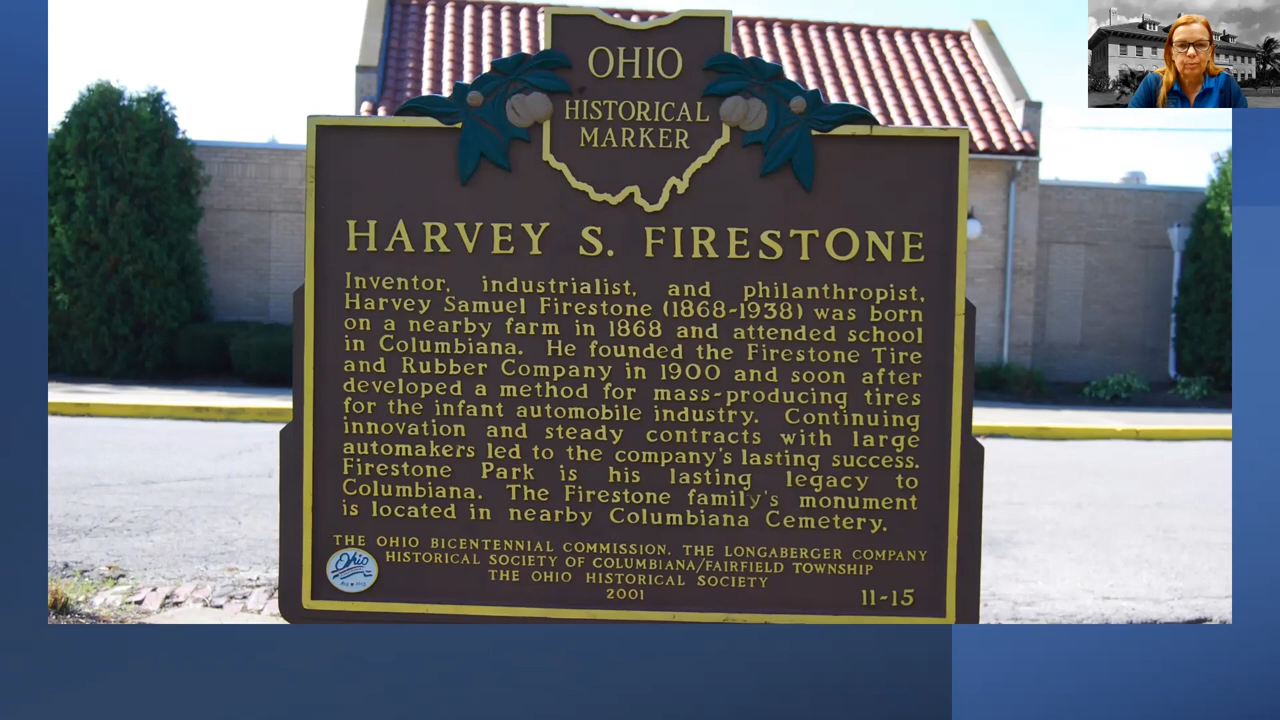 OHIO
HISTORICAL
MARKER
HARVEY S. FIRESTONE
Inventor, industrialist, and philanthropist,
Harvey Samuel Firestone (1868-1938) was born
on a nearby farm in 1868 and attended school
in Columbiana. He founded the Firestone Tire
and Rubber Company in 1900 and soon after
developed a method for mass-producing tires
for the infant automobile industry. Continuing
innovation and steady contracts with large
automakers led to the company's lasting success.
Firestone Park is his lasting legacy to
Columbiana. The Firestone family's monument
is located in nearby Columbiana Cemetery.
THE OHIO BICENTENNIAL COMMISSION, THE LONGABERGER COMPANY
HISTORICAL SOCIETY OF COLUMBIANA/FAIRFIELD TOWNSHIP
THE OHIO HISTORICAL SOCIETY
2001
11-15
Ohio